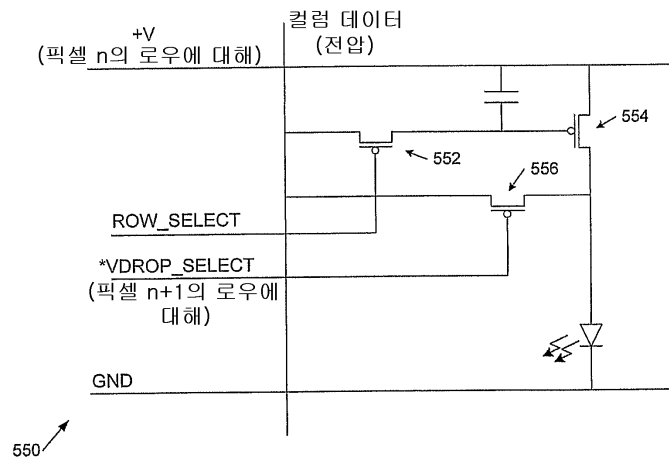 +V
(픽셀 n의 로우에 대해)
컬럼 데이터
(전압)
554
552
556
ROW_SELECT
*VDROP_SELECT
(픽셀 n+1의 로우에
대해)
GND
550